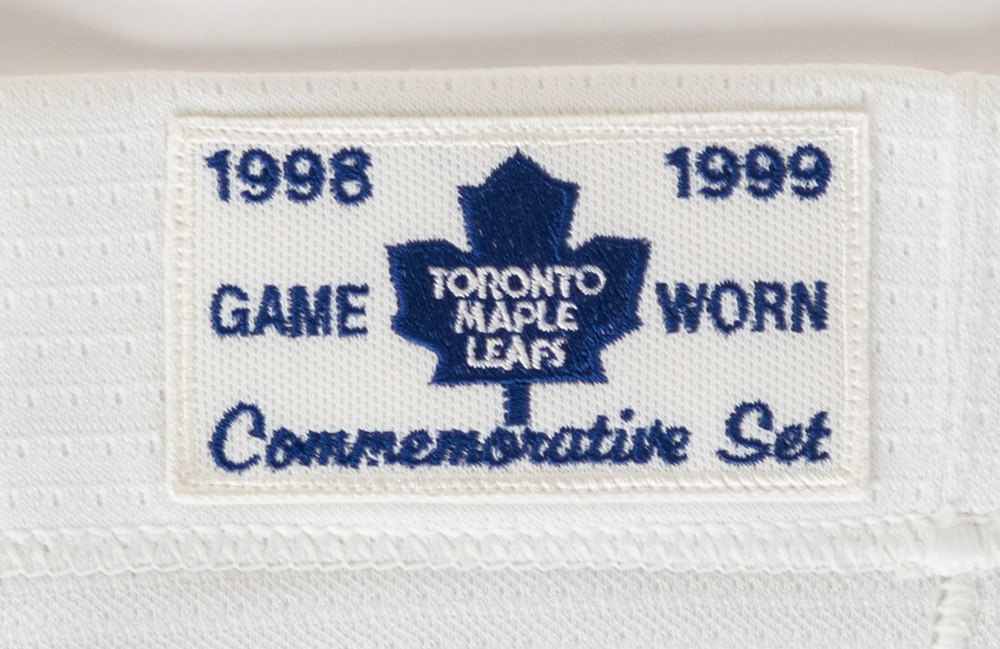 1998 1999
GAME WORN
TORONTO
MAPLE
LEAFS
Commemorative Set